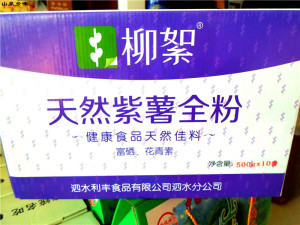 柳絮®
天然紫薯全粉
- 健康食品天然佳料 -
富硒、花青素
净含量: 500g×10
泗水利丰食品有限公司泗水分公司